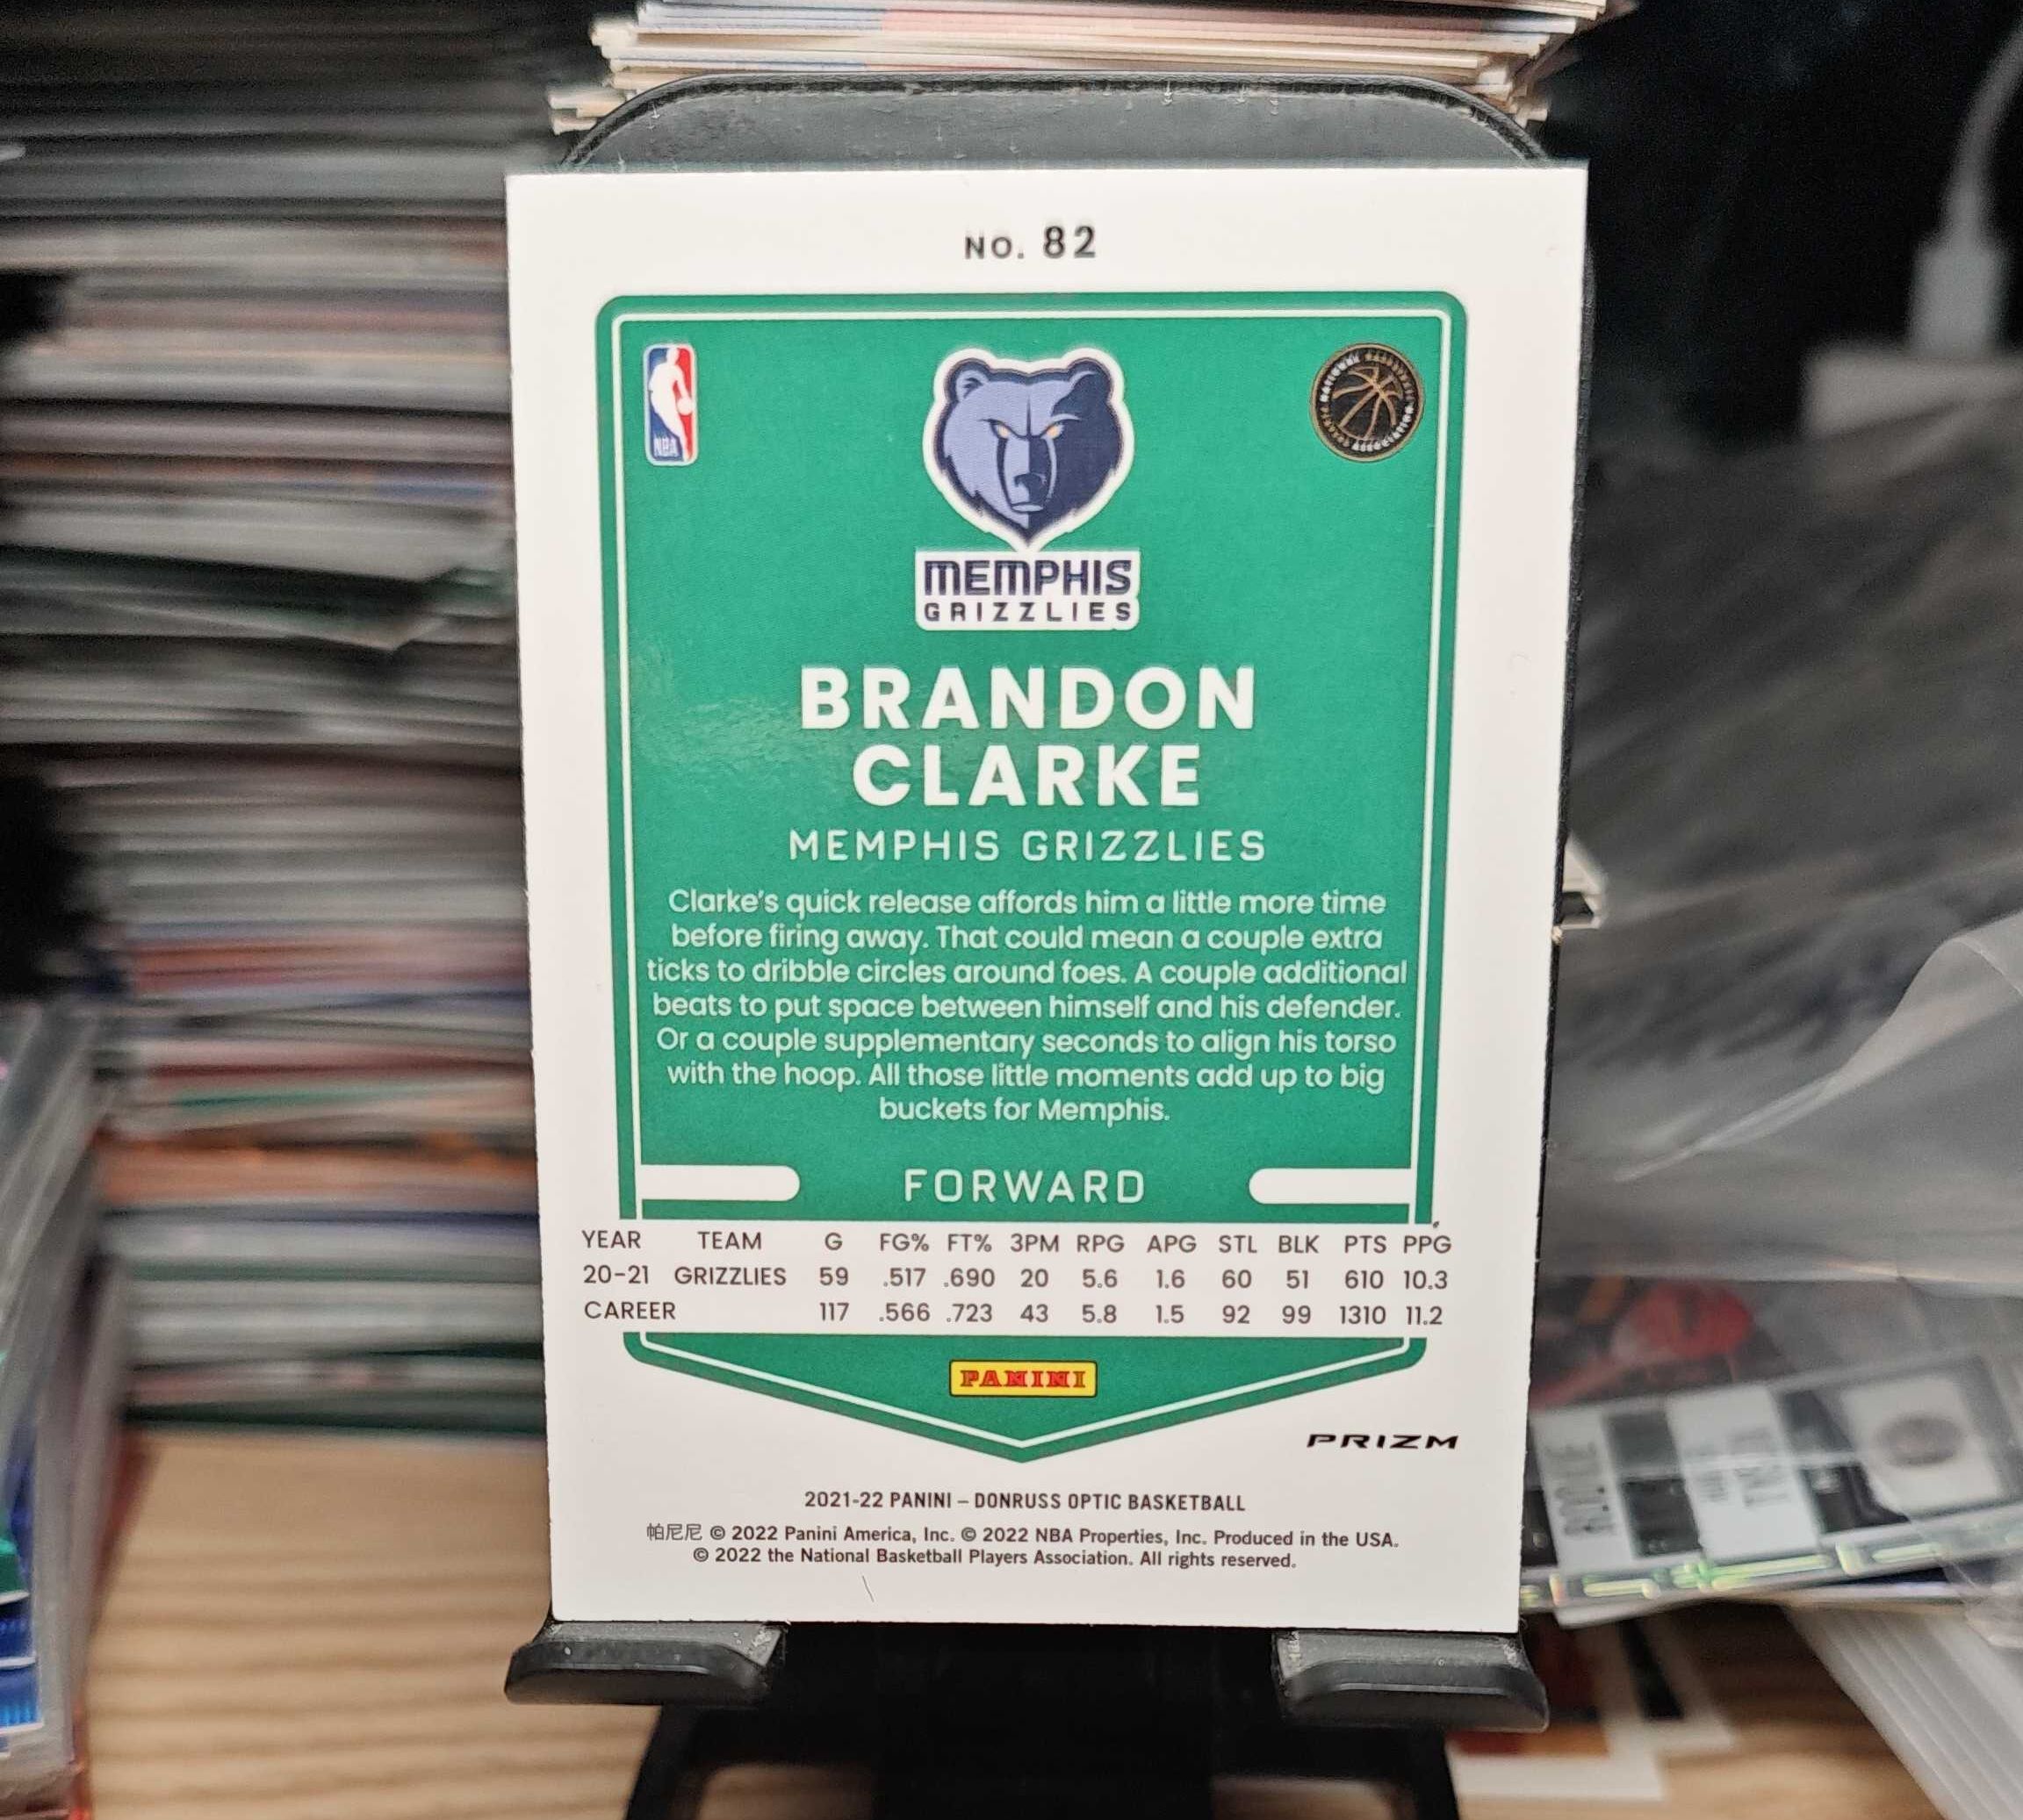 NO. 82
NBA
NATIONAL BASKETBALL
PLAYERS ASSOCIATION
MEMPHIS
GRIZZLIES
BRANDON
CLARKE
MEMPHIS GRIZZLIES
Clarke's quick release affords him a little more time
before firing away. That could mean a couple extra
ticks to dribble circles around foes. A couple additional
beats to put space between himself and his defender.
Or a couple supplementary seconds to align his torso
with the hoop. All those little moments add up to big
buckets for Memphis.
FORWARD
YEAR TEAM G FG% FT% 3PM RPG APG STL BLK PTS PPG
20-21 GRIZZLIES 59 .517 .690 20 5.6 1.6 60 51 610 10.3
CAREER 117 .566 .723 43 5.8 1.5 92 99 1310 11.2
PANINI
PRIZM
2021-22 PANINI – DONRUSS OPTIC BASKETBALL
帕尼尼 © 2022 Panini America, Inc. © 2022 NBA Properties, Inc. Produced in the USA.
© 2022 the National Basketball Players Association. All rights reserved.